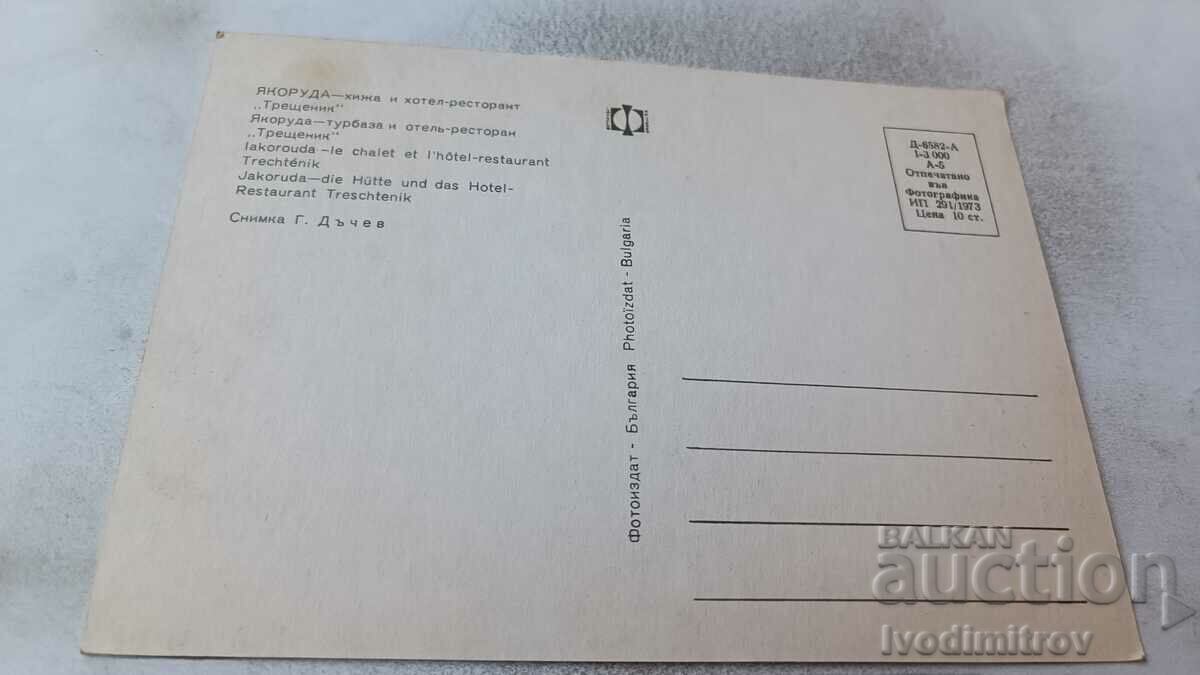 ЯКОРУДА—хижа и хотел-ресторант
„Трещеник"
Якоруда—турбаза и отель-ресторан
„Трещеник"
Iakorouda –le chalet et l'hôtel-restaurant
Trechténik
Jakoruda—die Hütte und das Hotel-
Restaurant Treschtenik
Снимка Г. Дъчев
Фотоиздат - България Photoïzdat - Bulgaria
Д-6582-А
1-3 000
А-5
Отпечатано
във
Фотографика
ИП 291/1973
Цена 10 ст.
BALKAN
auction
Ivodimitrov